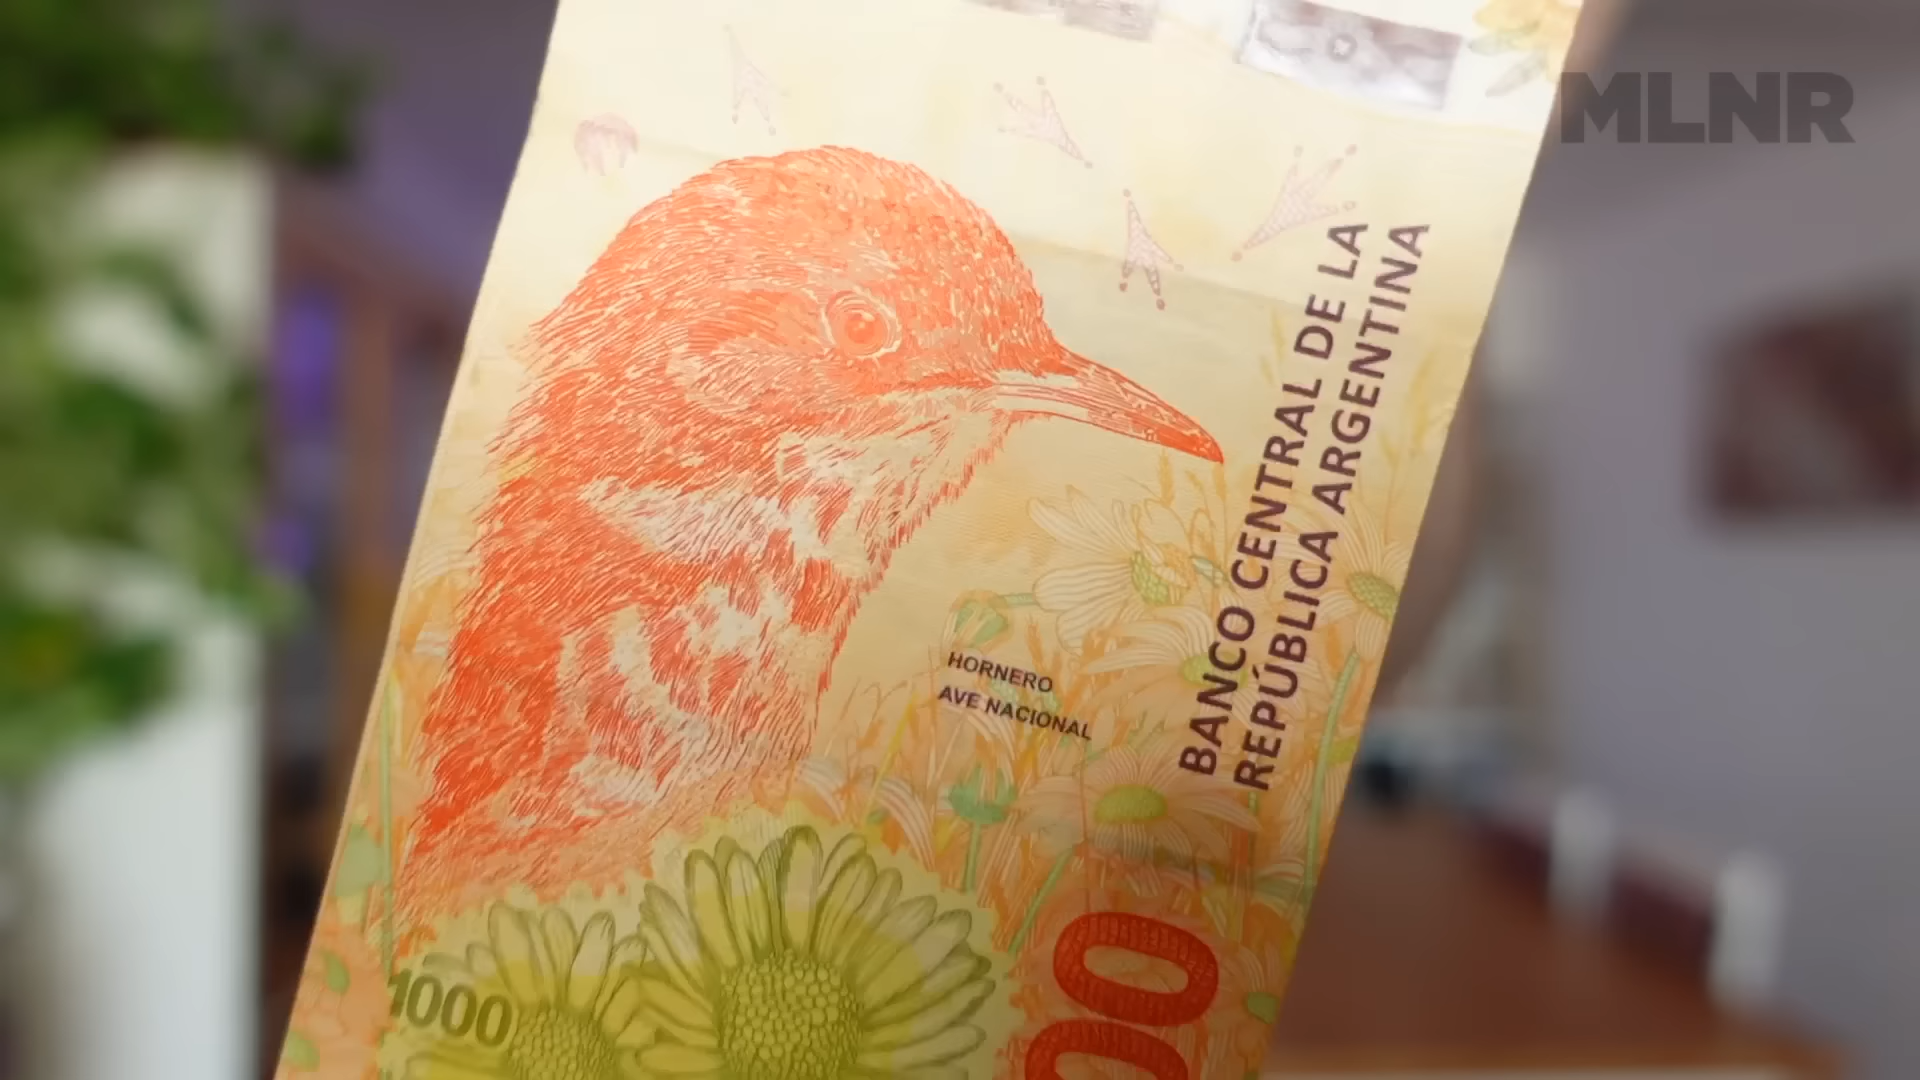 MLNR
BANCO CENTRAL DE LA
REPÚBLICA ARGENTINA
HORNERO
AVE NACIONAL
1000
00